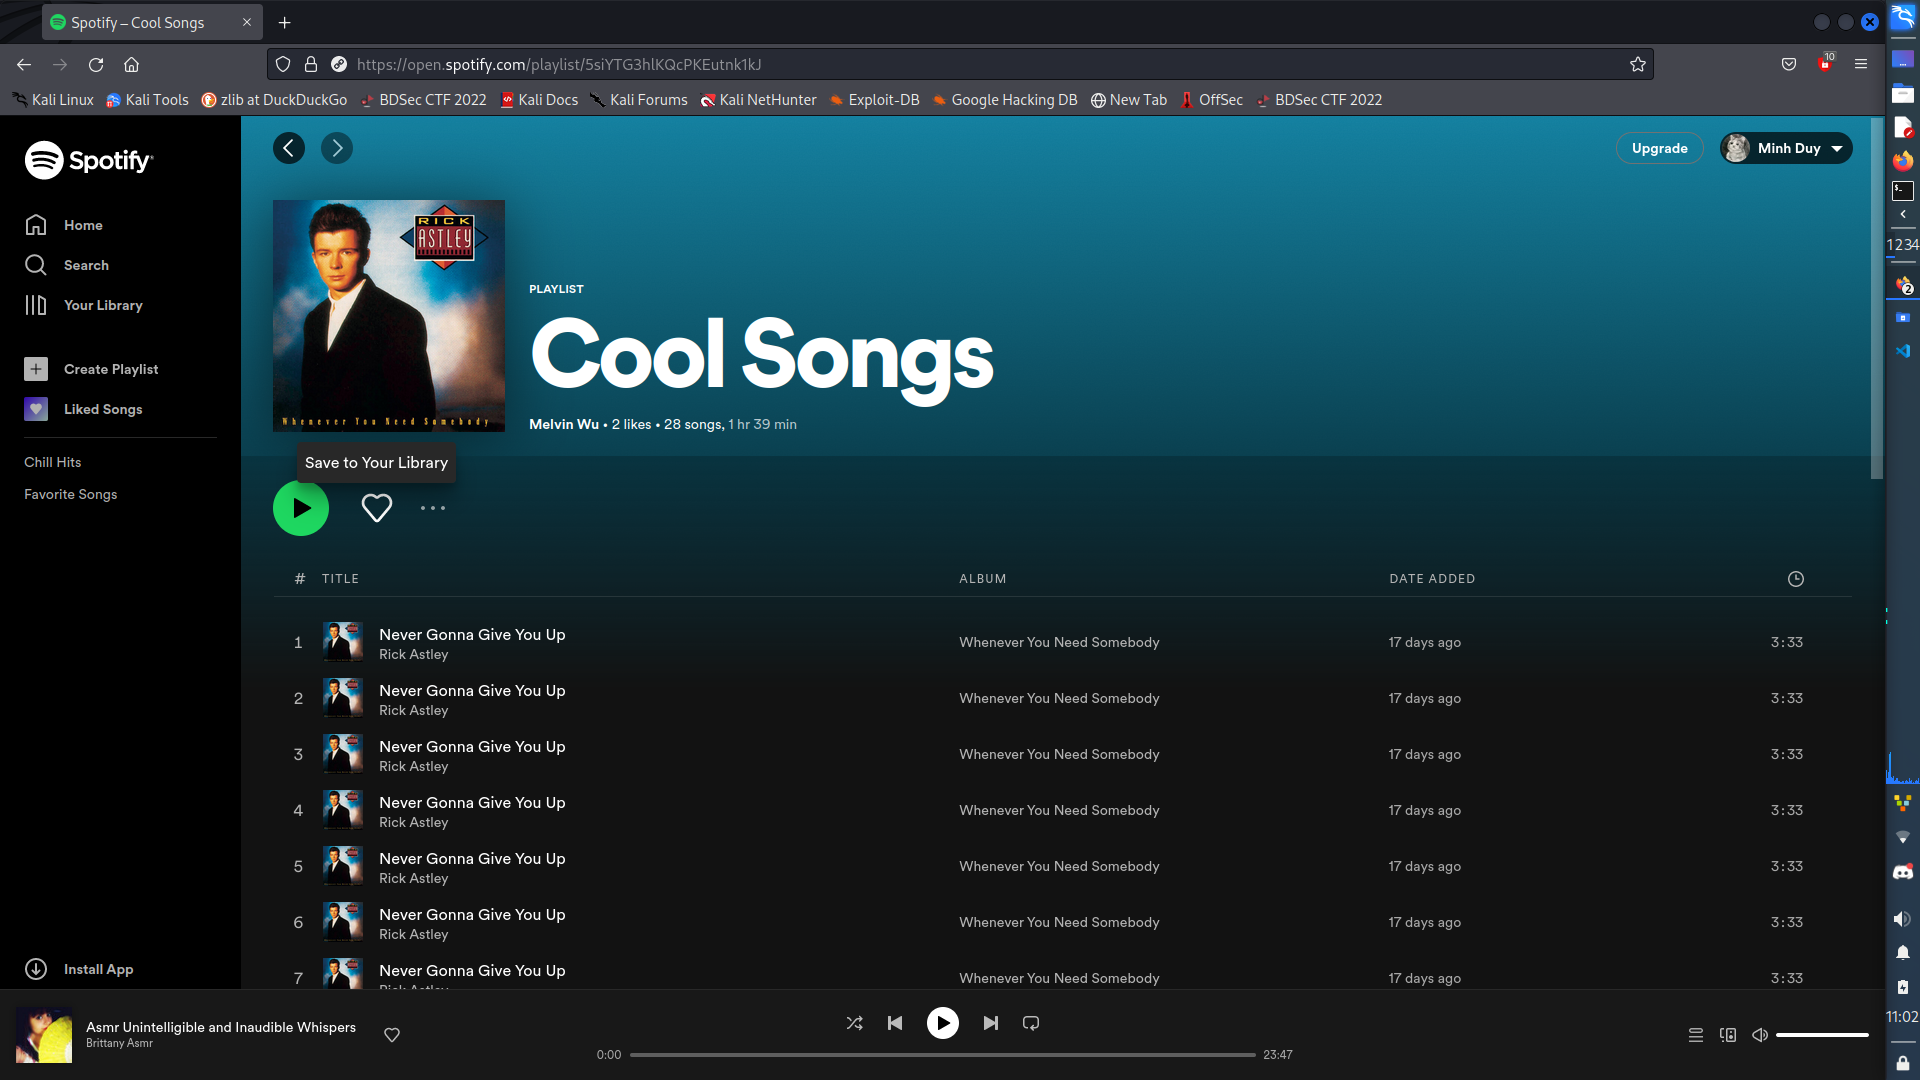 Spotify – Cool Songs
https://open.spotify.com/playlist/5siYTG3hlKQcPKEutnk1kJ
10
Kali Linux Kali Tools zlib at DuckDuckGo BDSec CTF 2022 Kali Docs Kali Forums Kali NetHunter Exploit-DB Google Hacking DB New Tab OffSec BDSec CTF 2022
Spotify
Home
Search
Your Library
Create Playlist
Liked Songs
Chill Hits
Favorite Songs
Install App
Upgrade
Minh Duy
RICK
ASTLEY
Whenever You Need Somebody
PLAYLIST
Cool Songs
Melvin Wu • 2 likes • 28 songs, 1 hr 39 min
Save to Your Library
# TITLE ALBUM DATE ADDED
1 Never Gonna Give You Up Whenever You Need Somebody 17 days ago 3:33
Rick Astley
2 Never Gonna Give You Up Whenever You Need Somebody 17 days ago 3:33
Rick Astley
3 Never Gonna Give You Up Whenever You Need Somebody 17 days ago 3:33
Rick Astley
4 Never Gonna Give You Up Whenever You Need Somebody 17 days ago 3:33
Rick Astley
5 Never Gonna Give You Up Whenever You Need Somebody 17 days ago 3:33
Rick Astley
6 Never Gonna Give You Up Whenever You Need Somebody 17 days ago 3:33
Rick Astley
7 Never Gonna Give You Up Whenever You Need Somebody 17 days ago 3:33
Rick Astley
Asmr Unintelligible and Inaudible Whispers
Brittany Asmr
0:00 23:47
$_
1234
2
11:02